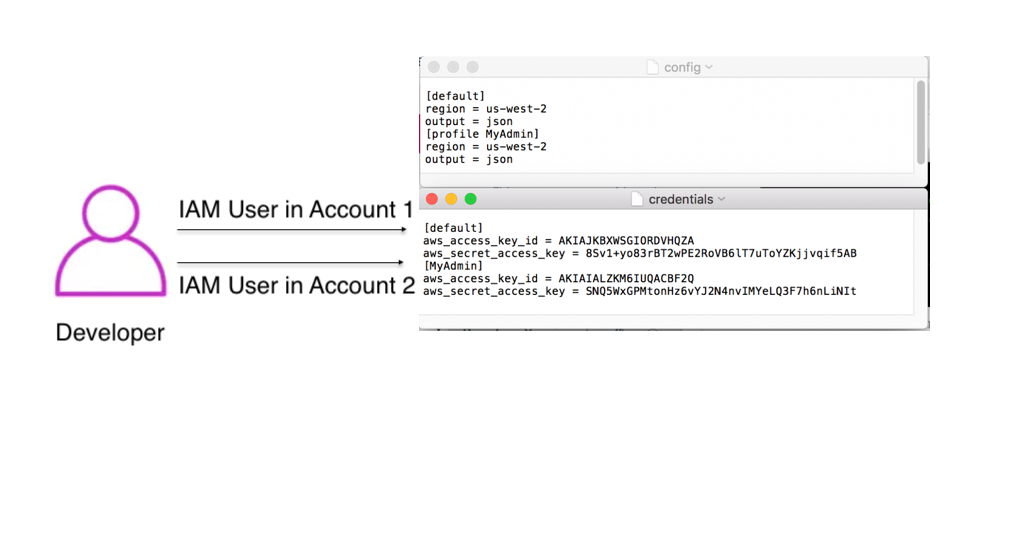 config
[default]
region = us-west-2
output = json
[profile MyAdmin]
region = us-west-2
output = json
credentials
[default]
aws_access_key_id = AKIAJKBXWSGIORDVHQZA
aws_secret_access_key = 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
[MyAdmin]
aws_access_key_id = AKIAIALZKM6IUQACBF2Q
aws_secret_access_key = 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
IAM User in Account 1
IAM User in Account 2
Developer